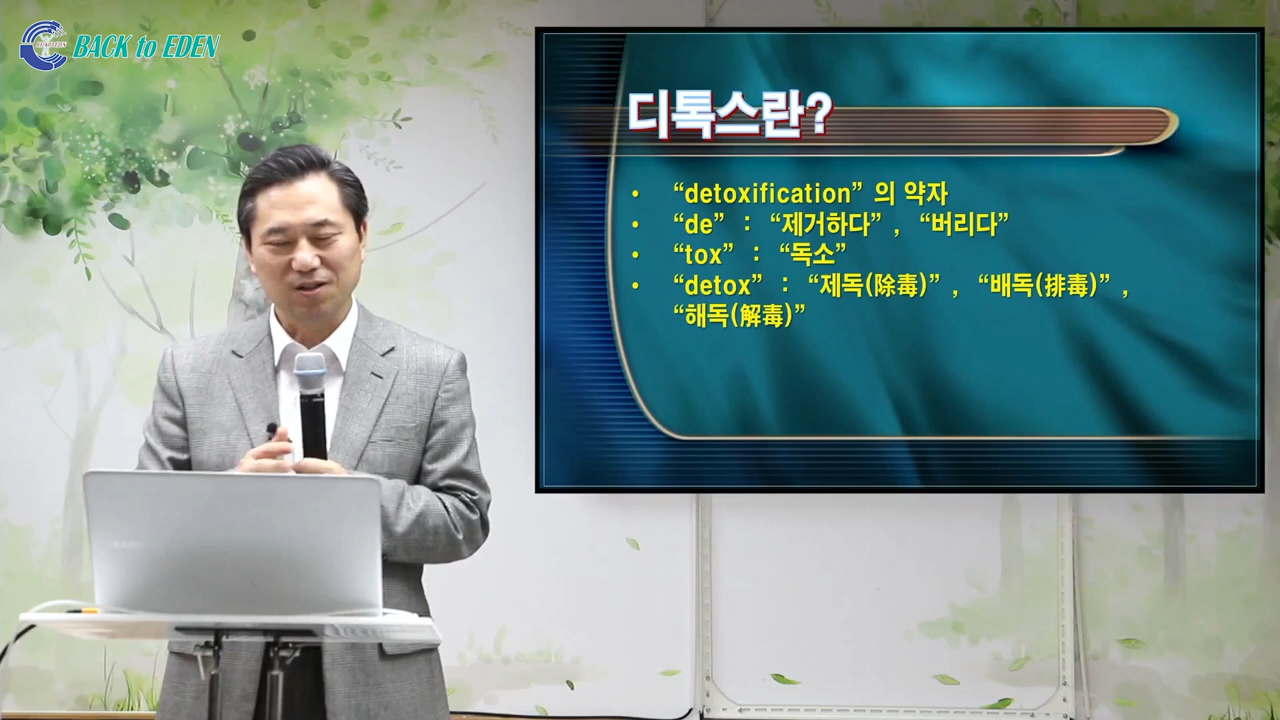 BACK to EDEN
디톡스란?
• “detoxification” 의 약자
• “de” : “제거하다” , “버리다”
• “tox” : “독소”
• “detox” : “제독(除毒)” , “배독(排毒)” ,
“해독(解毒)”